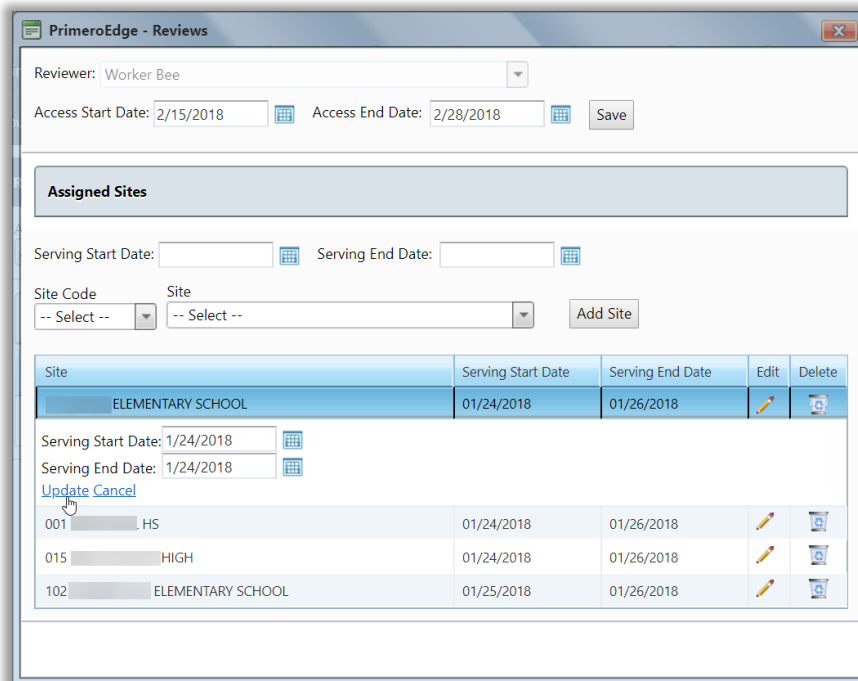 PrimeroEdge - Reviews
Reviewer: Worker Bee
Access Start Date: 2/15/2018 Access End Date: 2/28/2018 Save
Assigned Sites
Serving Start Date: Serving End Date:
Site Code Site
-- Select -- -- Select -- Add Site
Site Serving Start Date Serving End Date Edit Delete
ELEMENTARY SCHOOL 01/24/2018 01/26/2018
Serving Start Date: 1/24/2018
Serving End Date: 1/24/2018
Update Cancel
001 HS 01/24/2018 01/26/2018
015 HIGH 01/24/2018 01/26/2018
102 ELEMENTARY SCHOOL 01/25/2018 01/26/2018